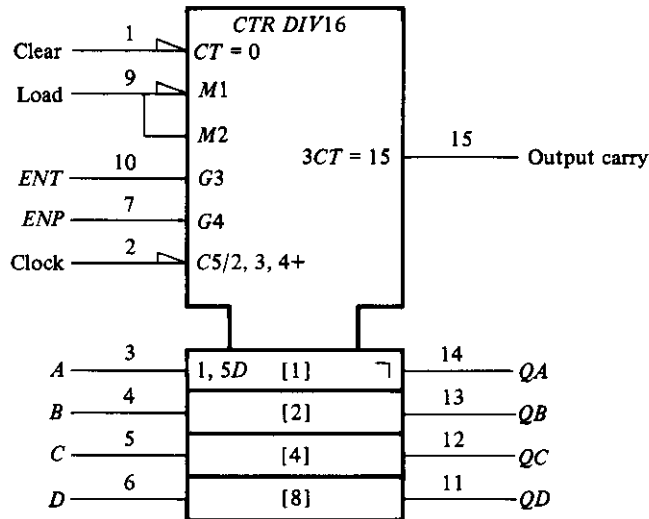 CTR DIV16
1
Clear
CT = 0
9
Load
M1
M2
3CT = 15
15
Output carry
10
ENT
G3
7
ENP
G4
2
Clock
C5/2, 3, 4+
3
A
1, 5D
[1]
14
QA
4
B
[2]
13
QB
5
C
[4]
12
QC
6
D
[8]
11
QD